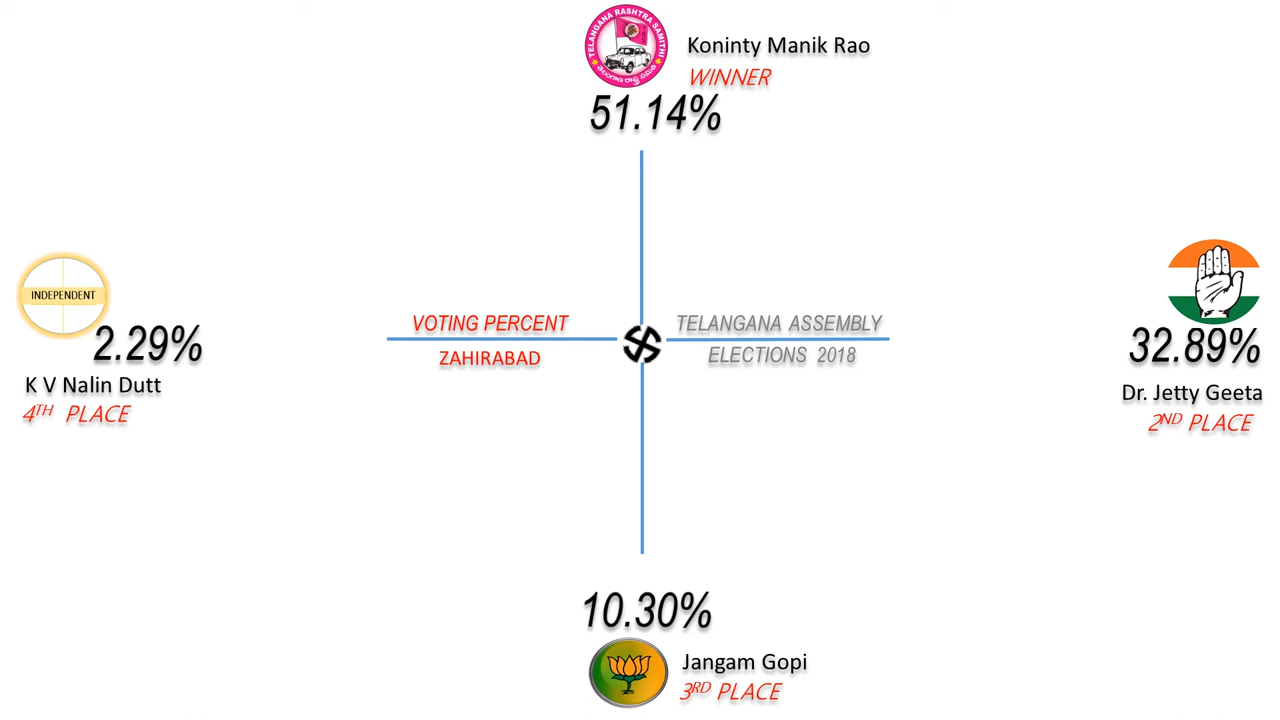 TELANGANA RASHTRA SAMITHI
తెలంగాణ రాష్ట్ర సమితి
Koninty Manik Rao
WINNER
51.14%
INDEPENDENT
2.29%
K V Nalin Dutt
4TH PLACE
VOTING PERCENT
ZAHIRABAD
TELANGANA ASSEMBLY
ELECTIONS 2018
32.89%
Dr. Jetty Geeta
2ND PLACE
10.30%
Jangam Gopi
3RD PLACE